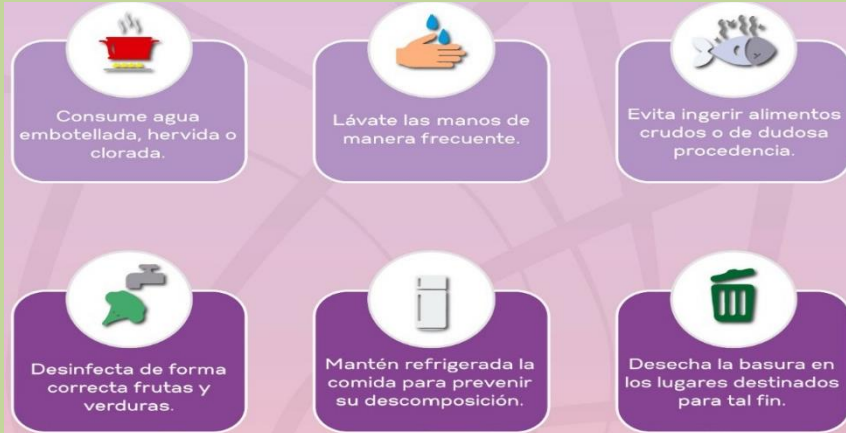 Consume agua
embotellada, hervida o
clorada.
Lávate las manos de
manera frecuente.
Evita ingerir alimentos
crudos o de dudosa
procedencia.
Desinfecta de forma
correcta frutas y
verduras.
Mantén refrigerada la
comida para prevenir
su descomposición.
Desecha la basura en
los lugares destinados
para tal fin.